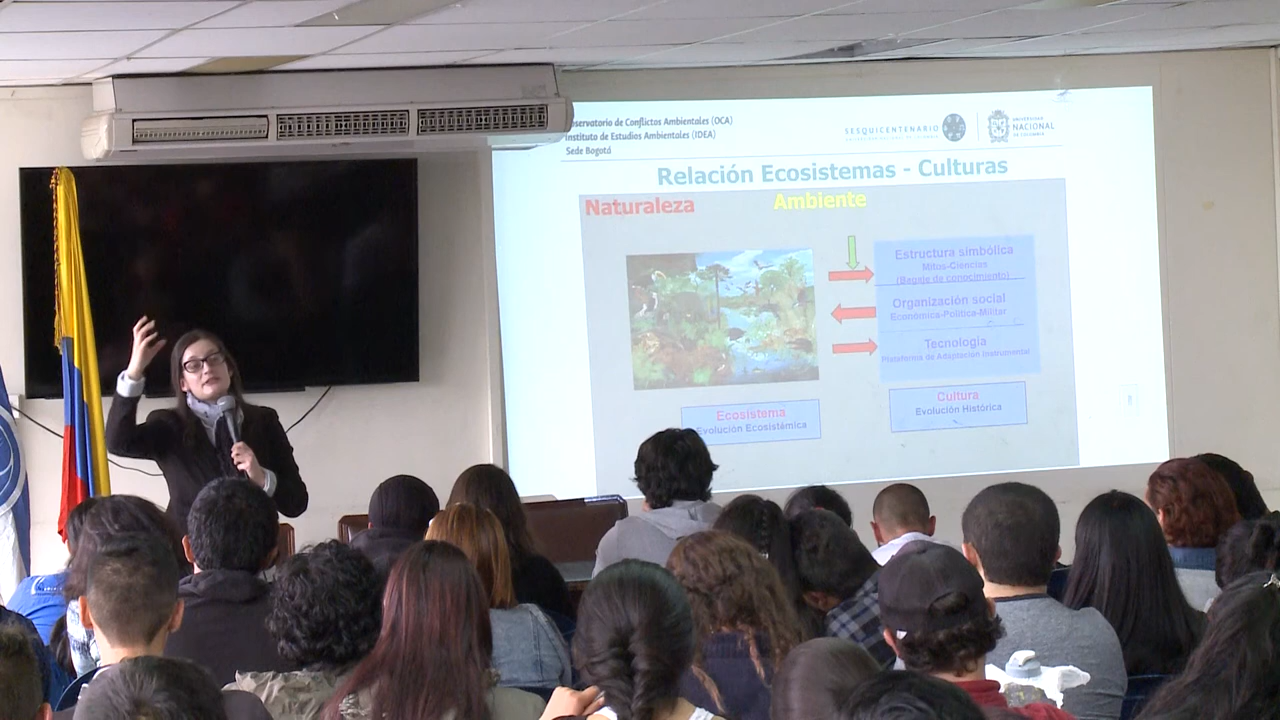 Observatorio de Conflictos Ambientales (OCA)
Instituto de Estudios Ambientales (IDEA)
Sede Bogotá
SESQUICENTENARIO
UNIVERSIDAD
NACIONAL
DE COLOMBIA
Relación Ecosistemas - Culturas
Naturaleza
Ambiente
Estructura simbólica
Mitos-Ciencias
(Bagaje de conocimiento)
Organización social
Económica-Política-Militar
Tecnología
Plataforma de Adaptación Instrumental
Ecosistema
Evolución Ecosistémica
Cultura
Evolución Histórica